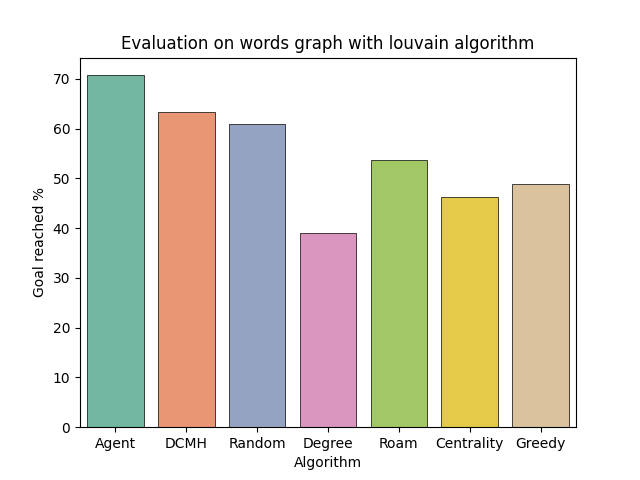 Evaluation on words graph with louvain algorithm
70
60
50
40
30
20
10
0
Goal reached %
Agent DCMH Random Degree Roam Centrality Greedy
Algorithm